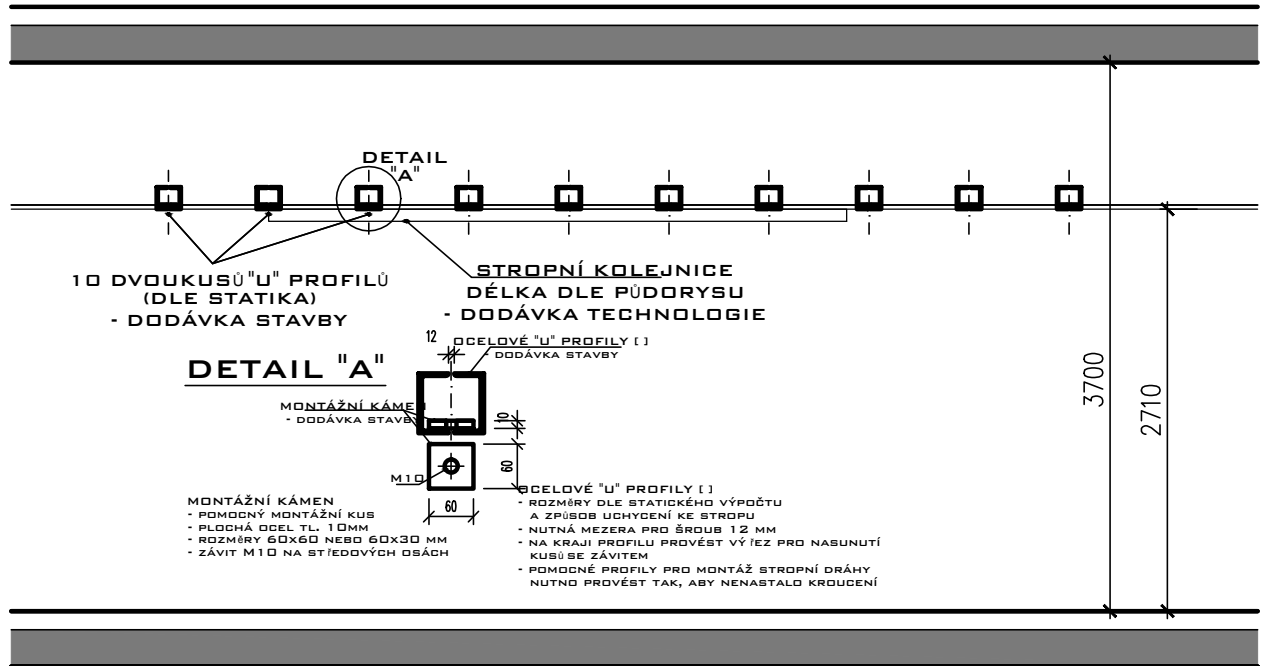 DETAIL
"A"
10 DVOUKUSŮ "U" PROFILŮ
(DLE STATIKA)
- DODÁVKA STAVBY
STROPNÍ KOLEJNICE
DÉLKA DLE PŮDORYSU
- DODÁVKA TECHNOLOGIE
3700
2710
DETAIL "A"
12
OCELOVÉ "U" PROFILY [ ]
- DODÁVKA STAVBY
MONTÁŽNÍ KÁMEN
- DODÁVKA STAVBY
10
60
M10
60
MONTÁŽNÍ KÁMEN
- POMOCNÝ MONTÁŽNÍ KUS
- PLOCHÁ OCEL TL. 10MM
- ROZMĚRY 60X60 NEBO 60X30 MM
- ZÁVIT M10 NA STŘEDOVÝCH OSÁCH
OCELOVÉ "U" PROFILY [ ]
- ROZMĚRY DLE STATICKÉHO VÝPOČTU
A ZPŮSOB UCHYCENÍ KE STROPU
- NUTNÁ MEZERA PRO ŠROUB 12 MM
- NA KRAJI PROFILU PROVÉST VÝŘEZ PRO NASUNUTÍ
KUSŮ SE ZÁVITEM
- POMOCNÉ PROFILY PRO MONTÁŽ STROPNÍ DRÁHY
NUTNO PROVÉST TAK, ABY NENASTALO KROUCENÍ